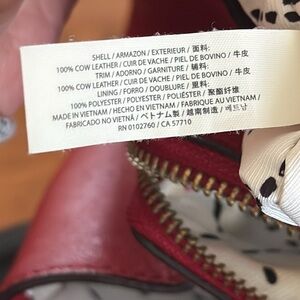 SHELL / ARMAZON / EXTERIEUR / 面料:
100% COW LEATHER / CUIR DE VACHE / PIEL DE BOVINO / 牛皮
TRIM / ADORNO / GARNITURE / 辅料:
100% COW LEATHER / CUIR DE VACHE / PIEL DE BOVINO / 牛皮
LINING / FORRO / DOUBLURE / 里料:
100% POLYESTER / POLYESTER / POLIÉSTER / 聚酯纤维
MADE IN VIETNAM / HECHO EN VIETNAM / FABRIQUE AU VIETNAM /
FABRICADO NO VIETNÃ / ベトナム製 / 越南制造 / 베트남
RN 0102760 / CA 57710